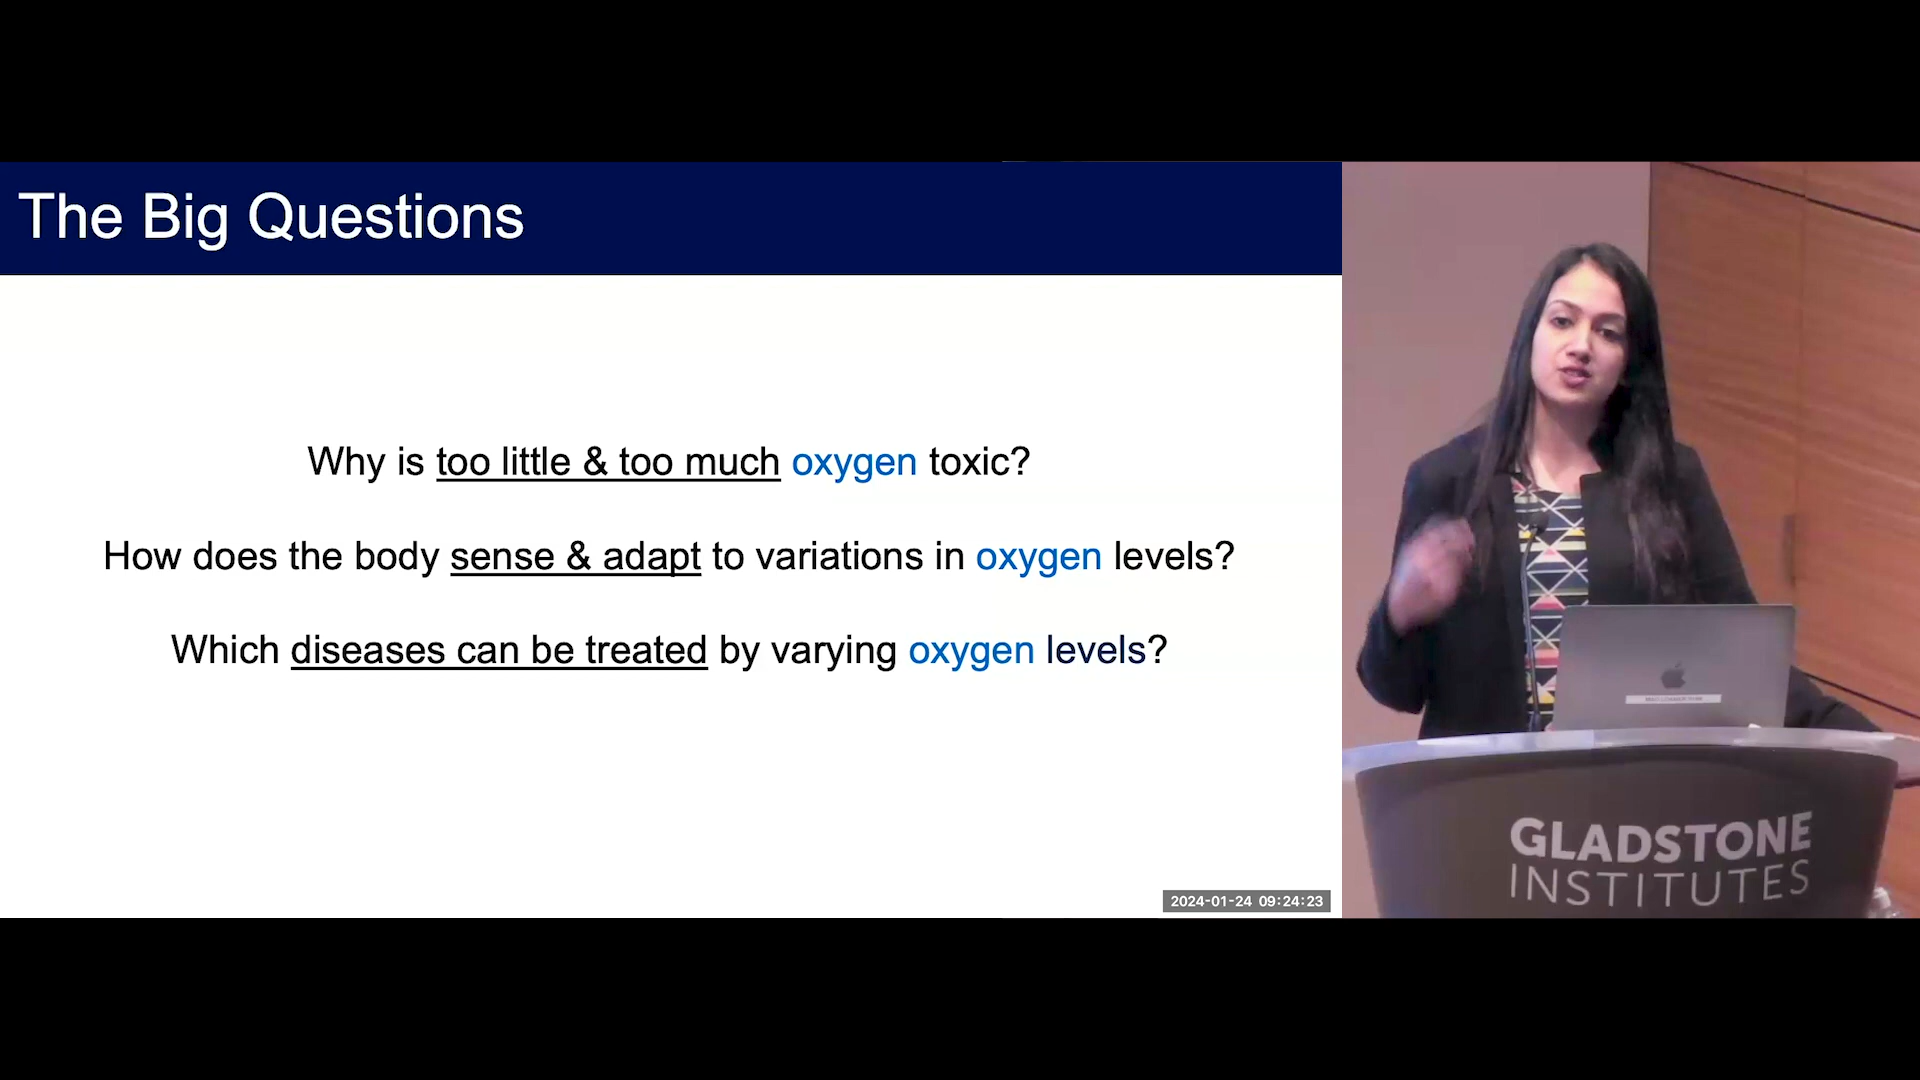 The Big Questions
Why is too little & too much oxygen toxic?
How does the body sense & adapt to variations in oxygen levels?
Which diseases can be treated by varying oxygen levels?
2024-01-24 09:24:23
GLADSTONE
INSTITUTES